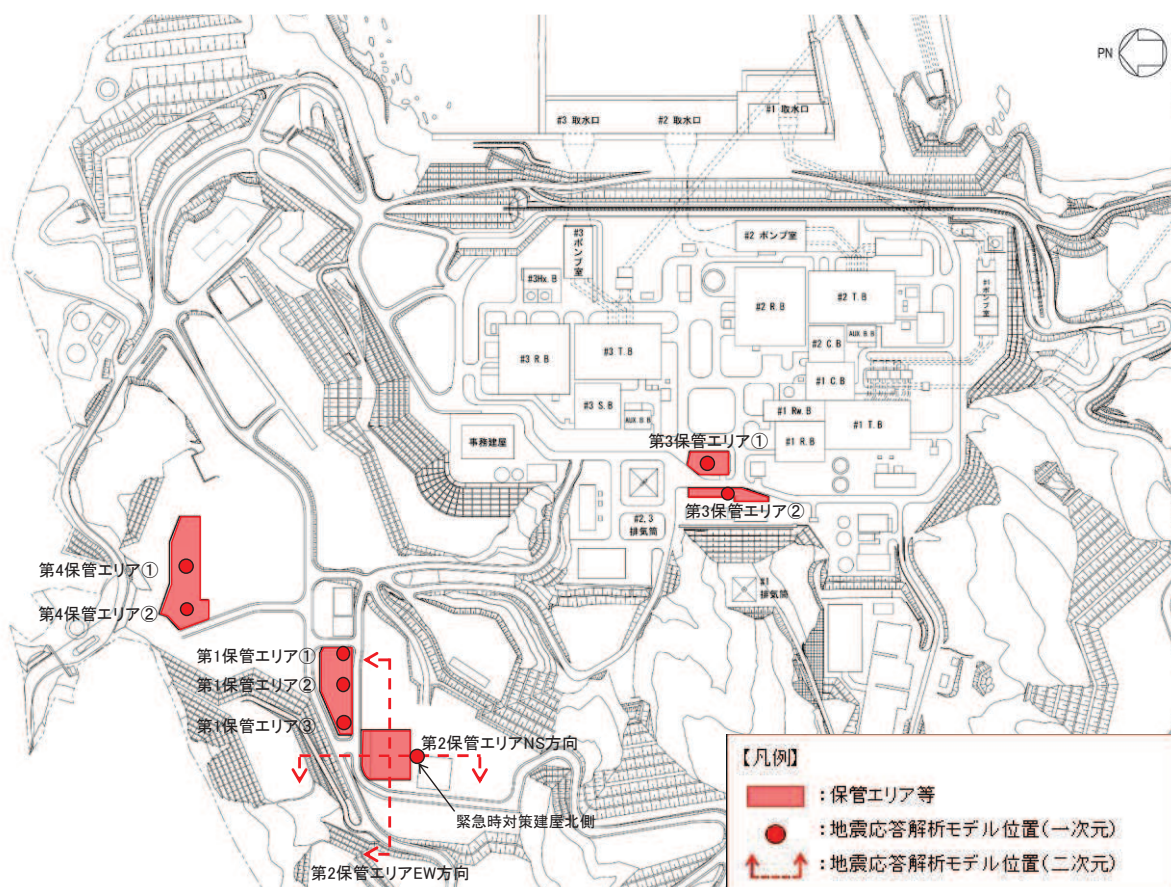 PN
#1 取水口
#3 取水口
#2 取水口
#3 ポンプ室
#2 ポンプ室
#1 ポンプ室
#3Hx.B
#2 R.B
#2 T.B
#3 R.B
#3 T.B
#2 C.B
AUX B.B
#1 C.B
#3 S.B
AUX B.B
#1 Rw.B
#1 T.B
#1 R.B
事務建屋
第3保管エリア①
第3保管エリア②
#2,3
排気筒
#1
排気筒
第4保管エリア①
第4保管エリア②
第1保管エリア①
第1保管エリア②
第1保管エリア③
第2保管エリアNS方向
緊急時対策建屋北側
第2保管エリアEW方向
【凡例】
：保管エリア等
：地震応答解析モデル位置(一次元)
：地震応答解析モデル位置(二次元)